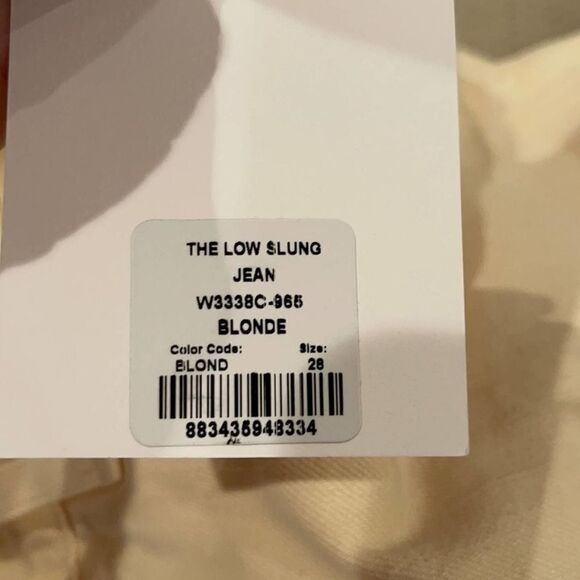 THE LOW SLUNG
JEAN
W3338C-965
BLONDE
Color Code: Size:
BLOND 28
883435948334